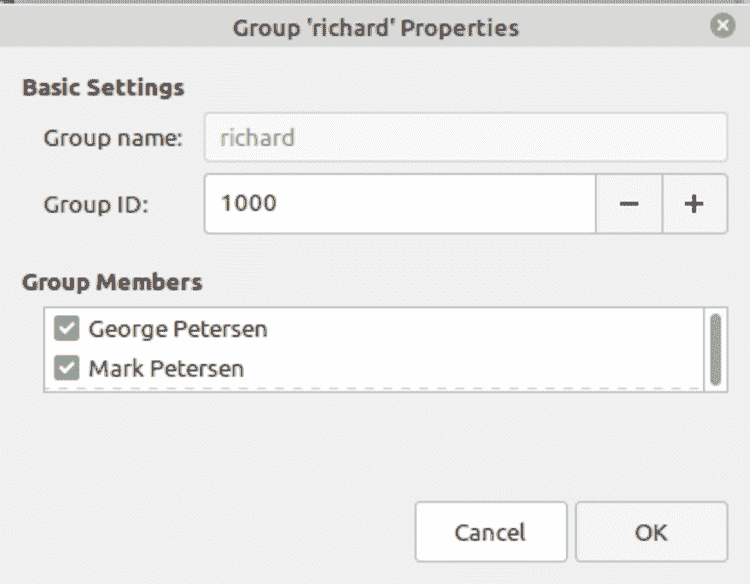 Group 'richard' Properties
Basic Settings
Group name: richard
Group ID: 1000 − +
Group Members
George Petersen
Mark Petersen
Cancel OK